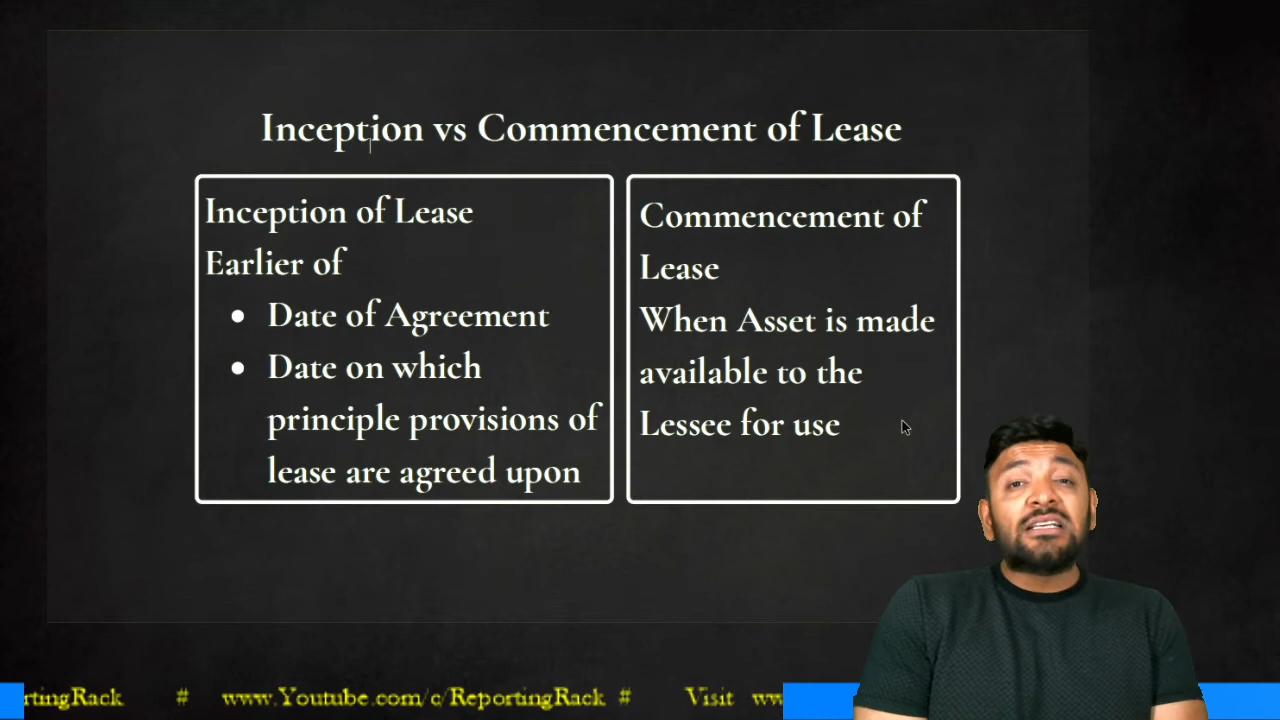 Inception vs Commencement of Lease
Inception of Lease
Earlier of
Date of Agreement
Date on which
principle provisions of
lease are agreed upon
Commencement of
Lease
When Asset is made
available to the
Lessee for use
rtingRack # www.Youtube.com/c/ReportingRack # Visit